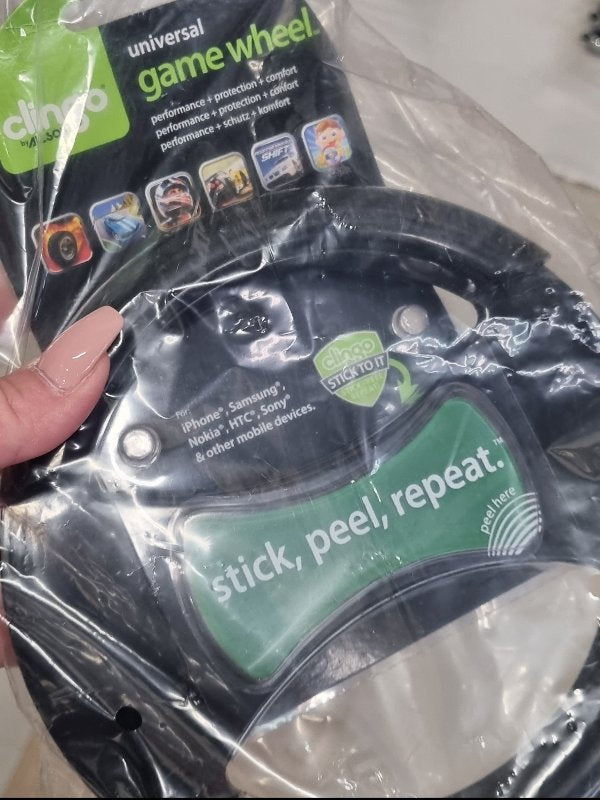 clingo
universal
game wheel
performance + protection + comfort
performance + protection + confort
performance + schutz + komfort
SHIFT
clingo
STICK TO IT
For:
iPhone®, Samsung®,
Nokia®, HTC®, Sony®
& other mobile devices.
stick, peel, repeat.™
peel here